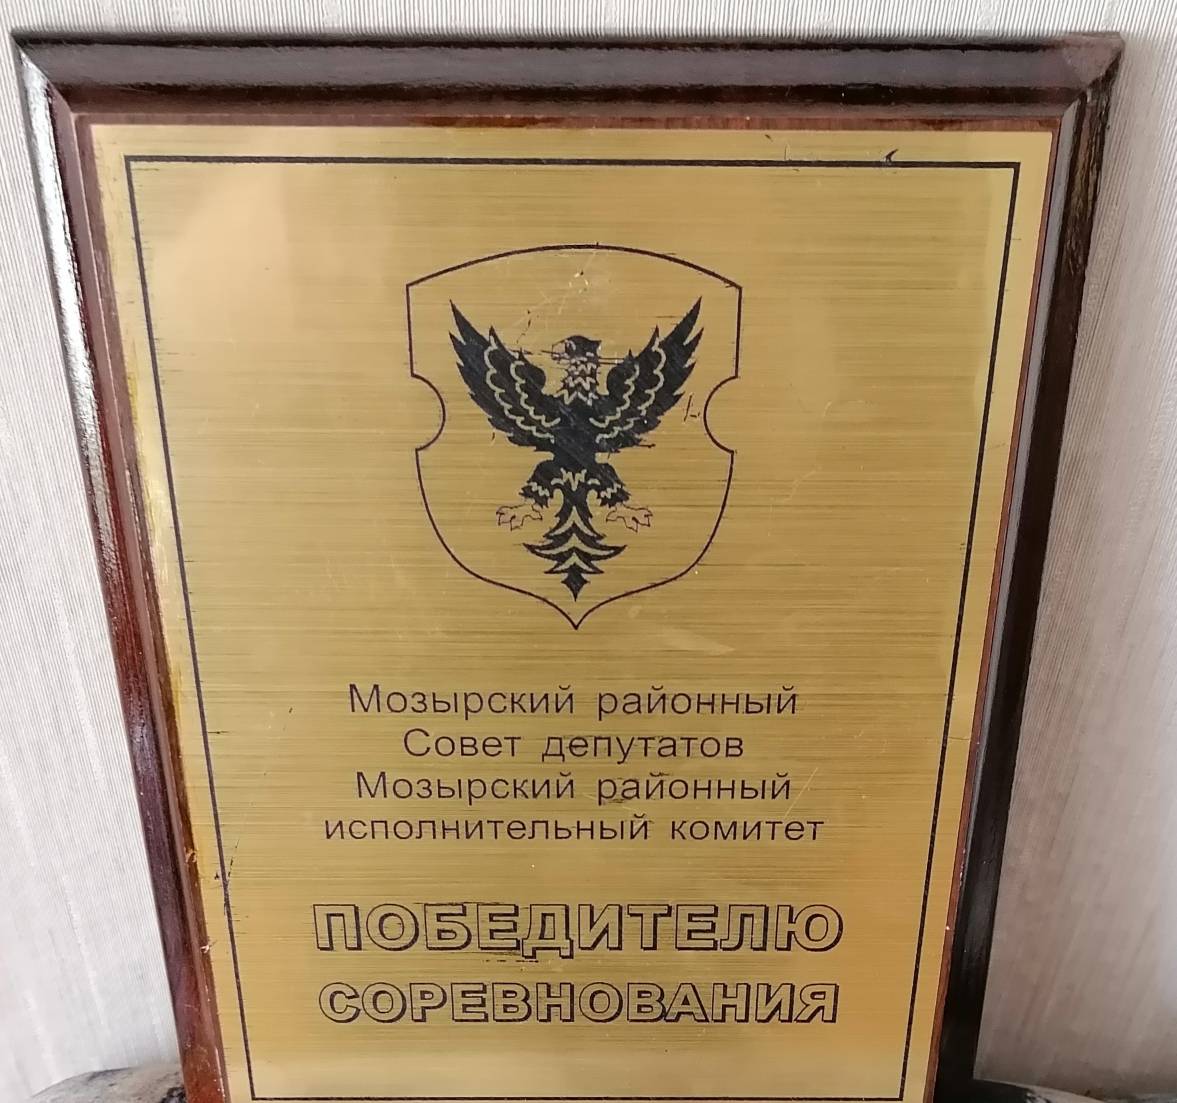 Мозырский районный
Совет депутатов
Мозырский районный
исполнительный комитет
ПОБЕДИТЕЛЮ
СОРЕВНОВАНИЯ